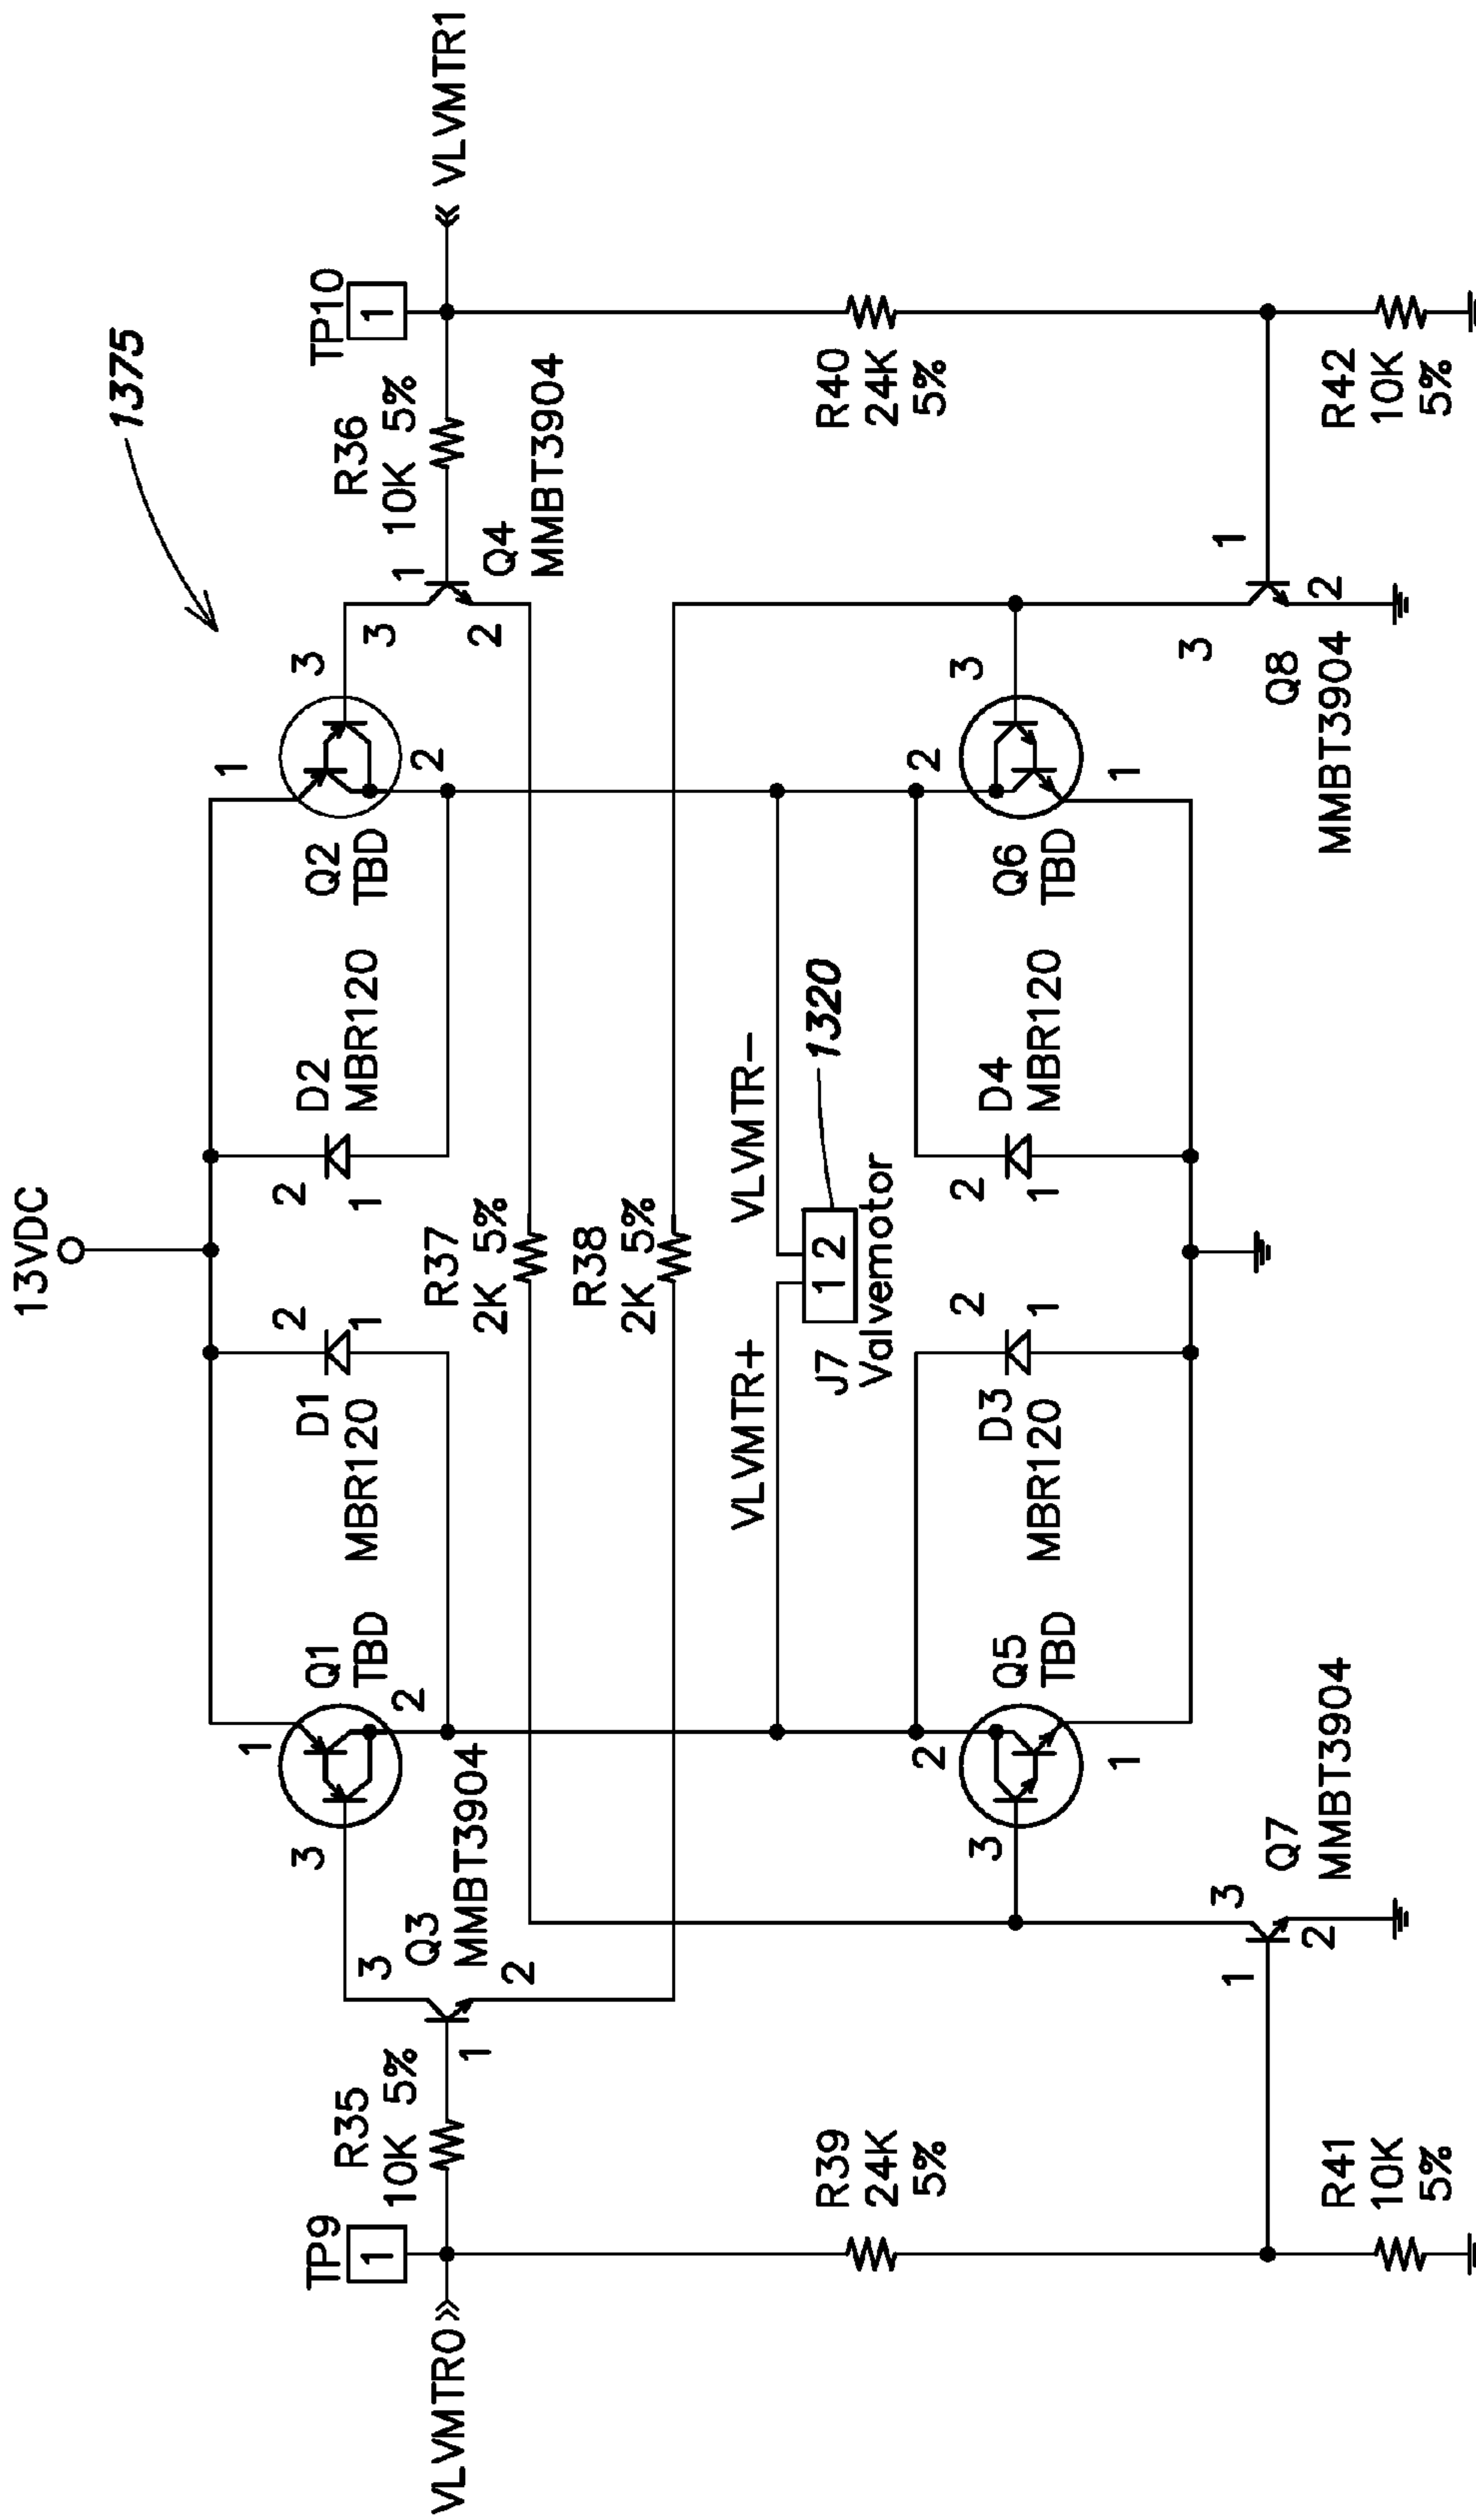 13VDC
1375
TP9
1
R35
10K 5%
VLVMTR0
3
1
Q3
MMBT3904
2
3
1
Q1
TBD
2
D1
MBR120
2
1
D2
MBR120
2
1
Q2
TBD
1
3
2
3
1
2
Q4
MMBT3904
R36
10K 5%
TP10
1
VLVMTR1
R37
2K 5%
R38
2K 5%
VLVMTR+
VLVMTR-
1 2
J7
Valvemotor
1320
R39
24K
5%
3
2
1
Q5
TBD
D3
MBR120
2
1
D4
MBR120
2
1
2
3
1
Q6
TBD
R40
24K
5%
R41
10K
5%
1
3
2
Q7
MMBT3904
3
1
2
Q8
MMBT3904
R42
10K
5%